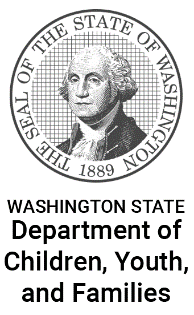 THE SEAL OF THE STATE OF WASHINGTON
1889
WASHINGTON STATE
Department of
Children, Youth,
and Families